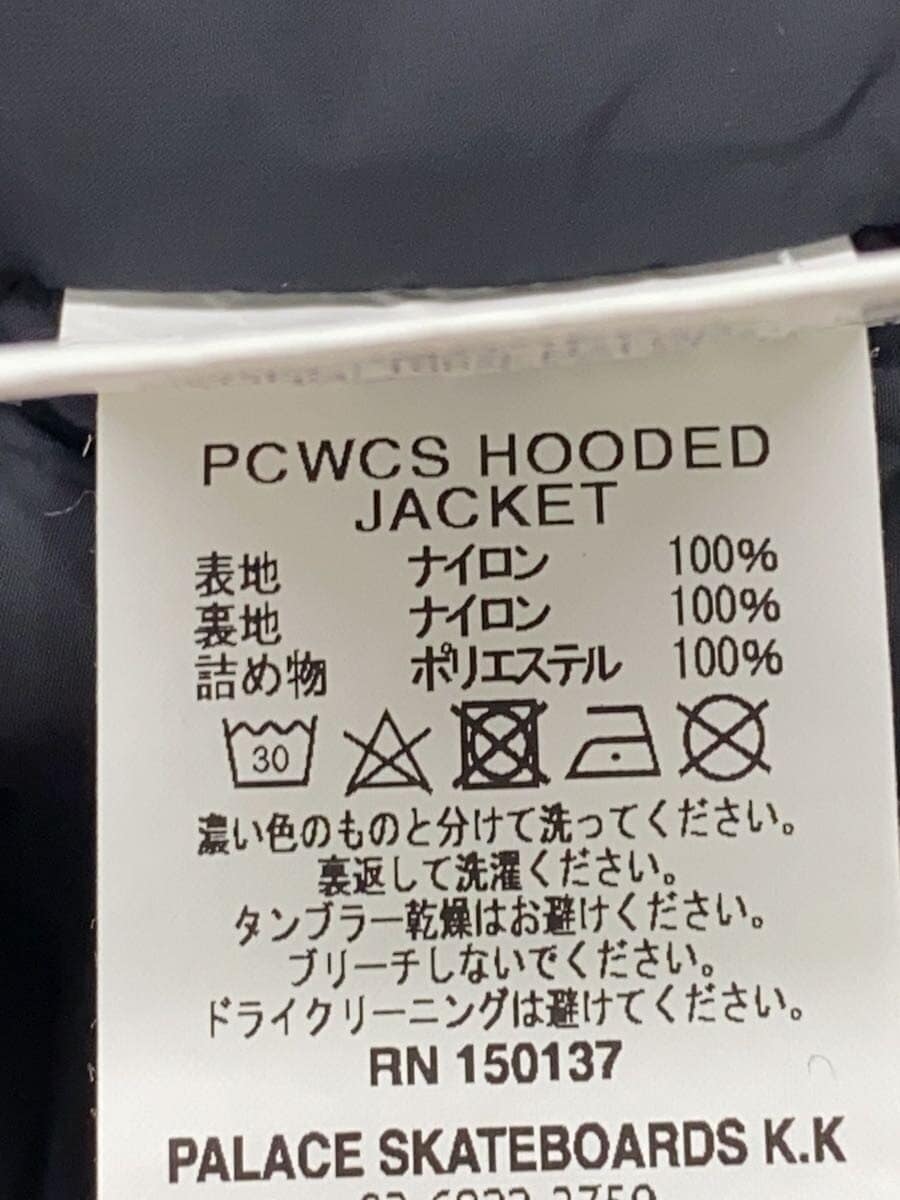 PCWCS HOODED
JACKET
表地 ナイロン 100%
裏地 ナイロン 100%
詰め物 ポリエステル 100%
30
濃い色のものと分けて洗ってください。
裏返して洗濯ください。
タンブラー乾燥はお避けください。
ブリーチしないでください。
ドライクリーニングは避けてください。
RN 150137
PALACE SKATEBOARDS K.K